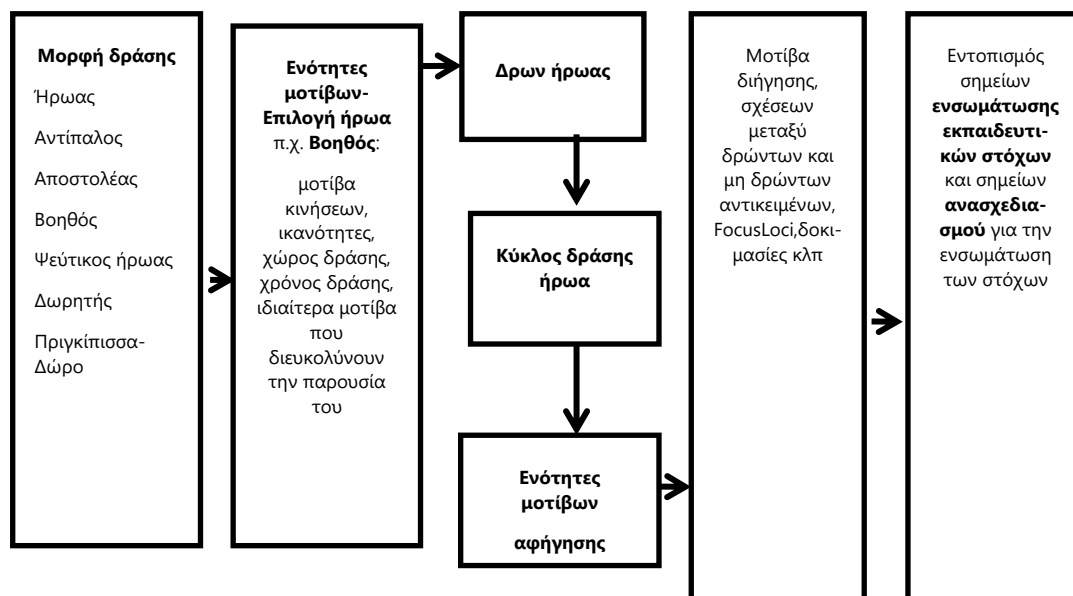 Μορφή δράσης
Ήρωας
Αντίπαλος
Αποστολέας
Βοηθός
Ψεύτικος ήρωας
Δωρητής
Πριγκίπισσα-
Δώρο
Ενότητες
μοτίβων-
Επιλογή ήρωα
π.χ. Βοηθός:
μοτίβα
κινήσεων,
ικανότητες,
χώρος δράσης,
χρόνος δράσης,
ιδιαίτερα μοτίβα
που
διευκολύνουν
την παρουσία
του
Δρων ήρωας
Κύκλος δράσης
ήρωα
Ενότητες
μοτίβων
αφήγησης
Μοτίβα
διήγησης,
σχέσεων
μεταξύ
δρώντων και
μη δρώντων
αντικειμένων,
FocusLoci,δοκι-
μασίες κλπ
Εντοπισμός
σημείων
ενσωμάτωσης
εκπαιδευτι-
κών στόχων
και σημείων
ανασχεδια-
σμού για την
ενσωμάτωση
των στόχων